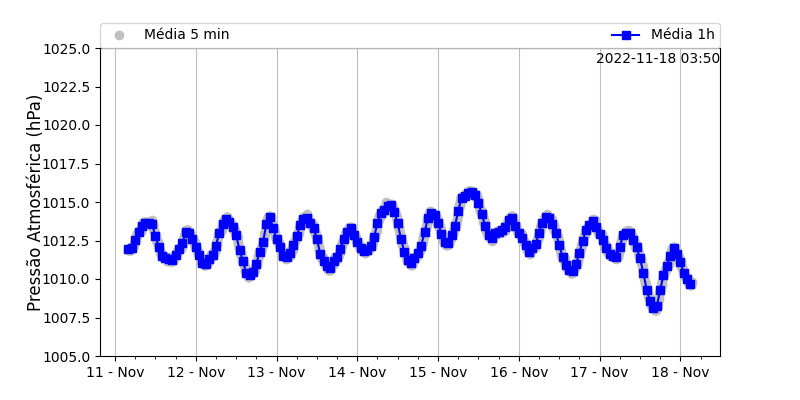 Média 5 min
Média 1h
2022-11-18 03:50
Pressão Atmosférica (hPa)
1025.0
1022.5
1020.0
1017.5
1015.0
1012.5
1010.0
1007.5
1005.0
11 - Nov
12 - Nov
13 - Nov
14 - Nov
15 - Nov
16 - Nov
17 - Nov
18 - Nov